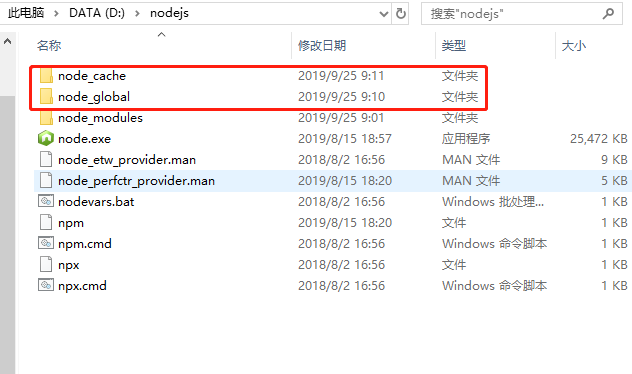 此电脑 › DATA (D:) › nodejs 搜索"nodejs"
名称 修改日期 类型 大小
node_cache 2019/9/25 9:11 文件夹
node_global 2019/9/25 9:10 文件夹
node_modules 2019/9/25 9:01 文件夹
node.exe 2019/8/15 18:57 应用程序 25,472 KB
node_etw_provider.man 2018/8/2 16:56 MAN 文件 9 KB
node_perfctr_provider.man 2019/8/15 18:20 MAN 文件 5 KB
nodevars.bat 2018/8/2 16:56 Windows 批处理... 1 KB
npm 2019/8/15 18:20 文件 1 KB
npm.cmd 2018/8/2 16:56 Windows 命令脚本 1 KB
npx 2018/8/2 16:56 文件 1 KB
npx.cmd 2018/8/2 16:56 Windows 命令脚本 1 KB